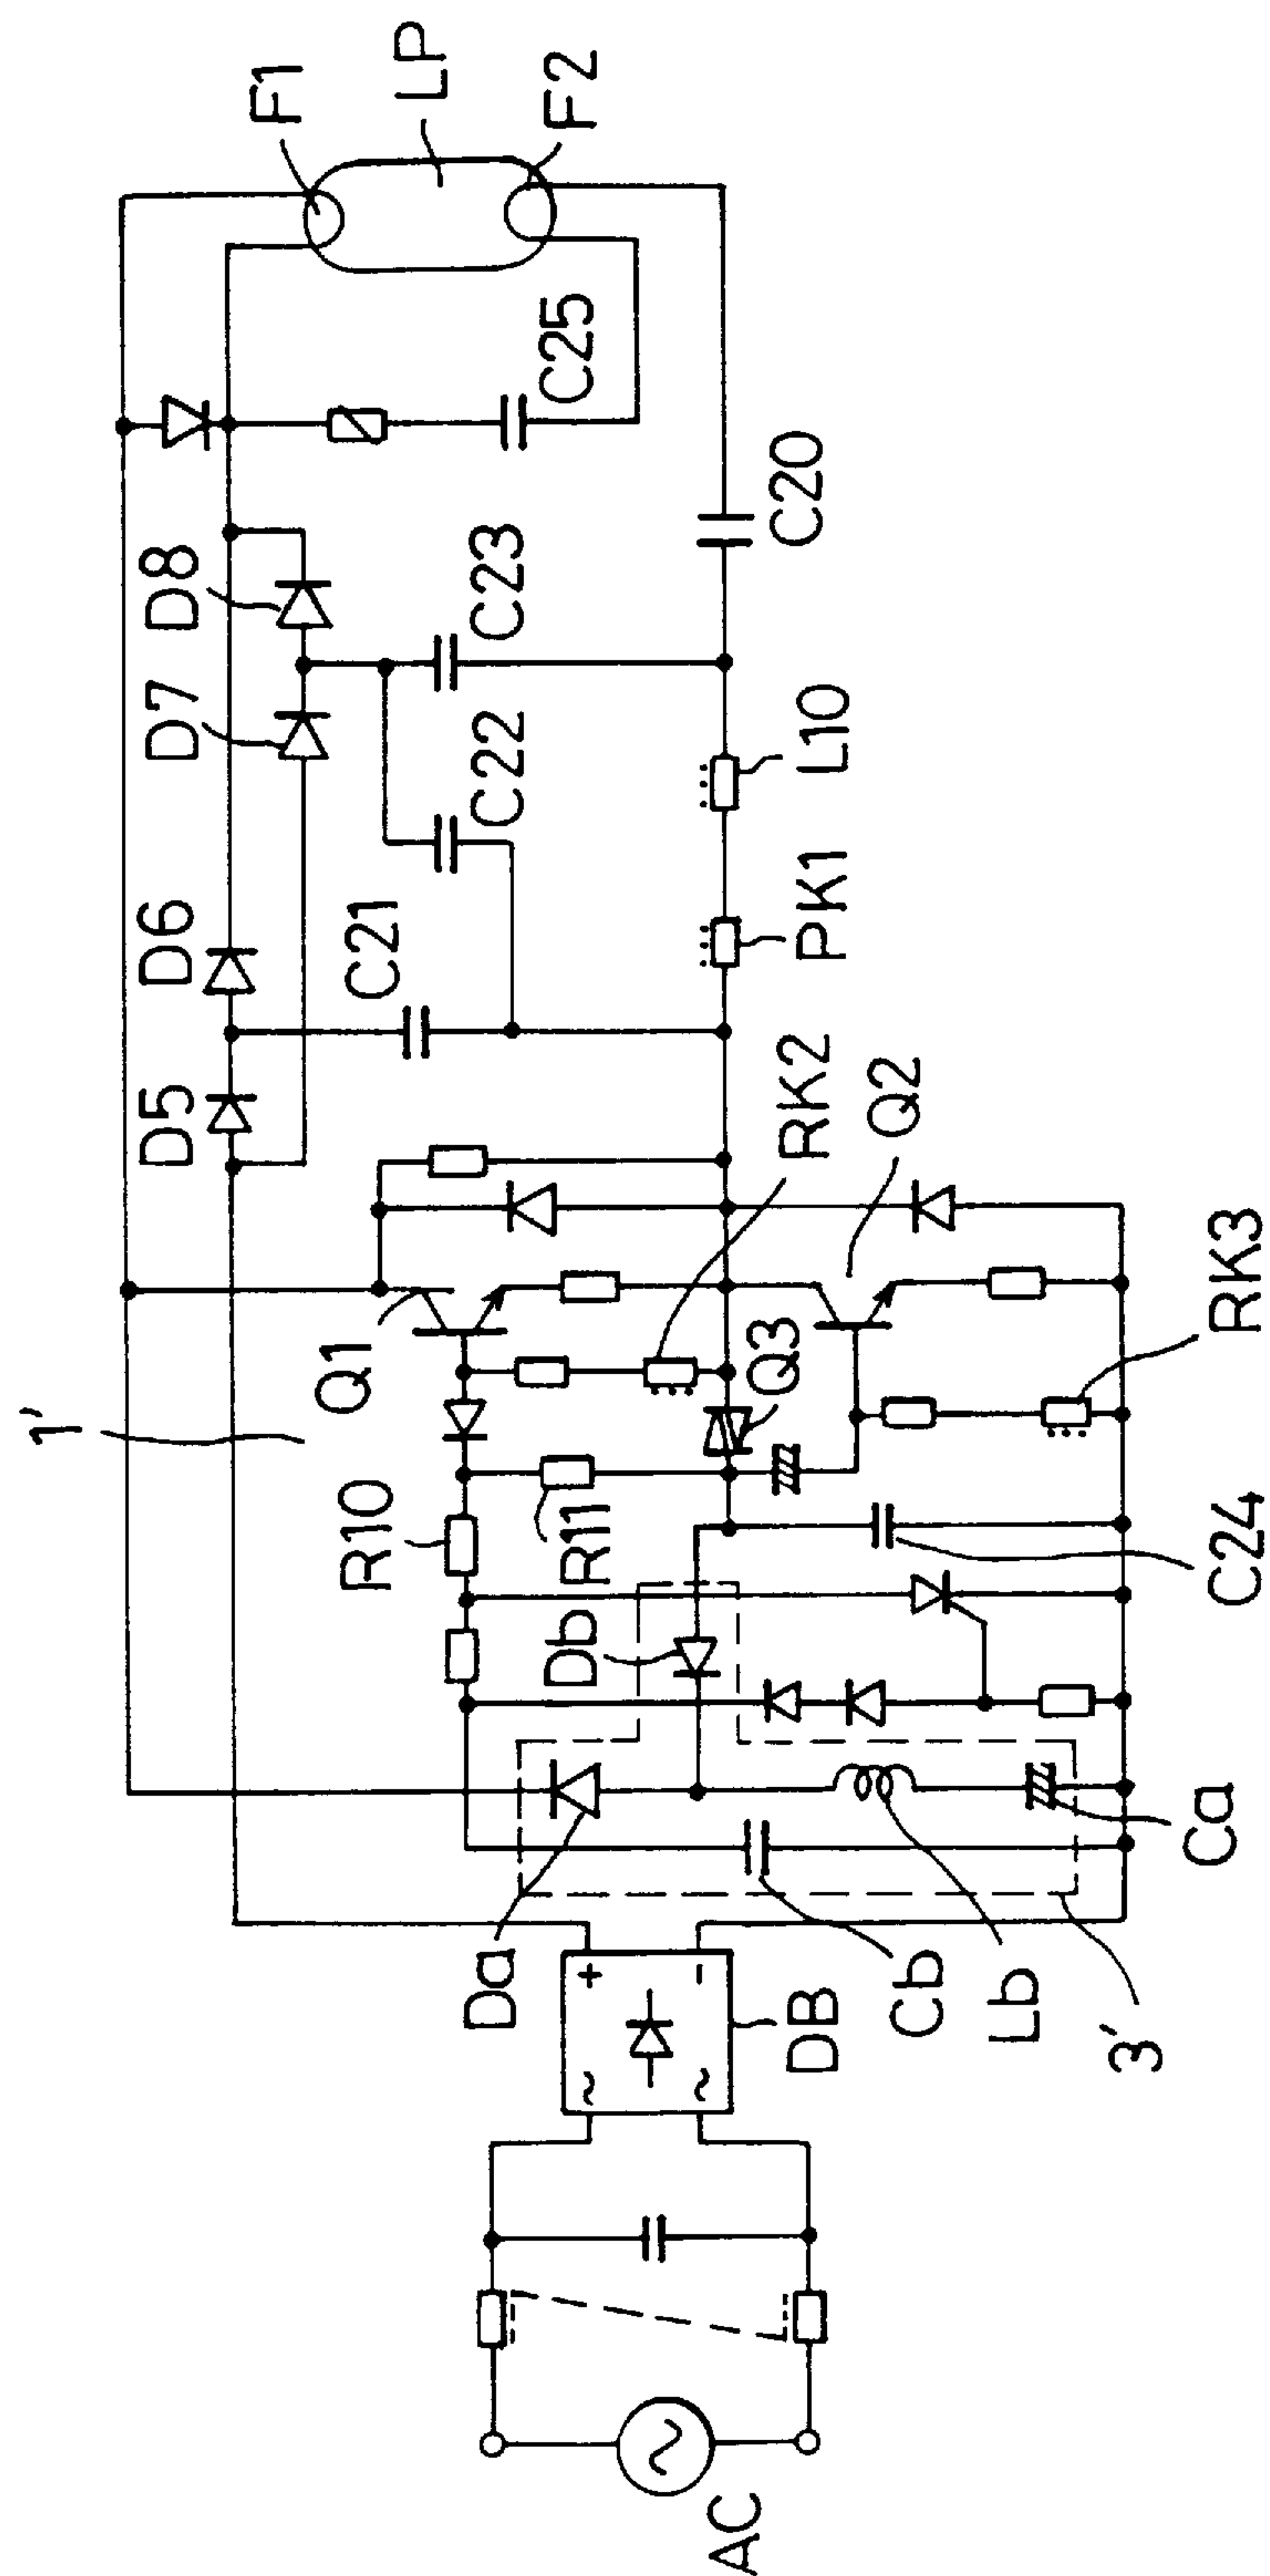 AC
DB
+
−
~
~
3'
Da
Cb
Lb
Ca
Db
R10
R11
C24
1'
Q1
Q3
RK3
RK2
Q2
D5
D6
C21
PK1
D7
C22
L10
D8
C23
C20
C25
F1
LP
F2